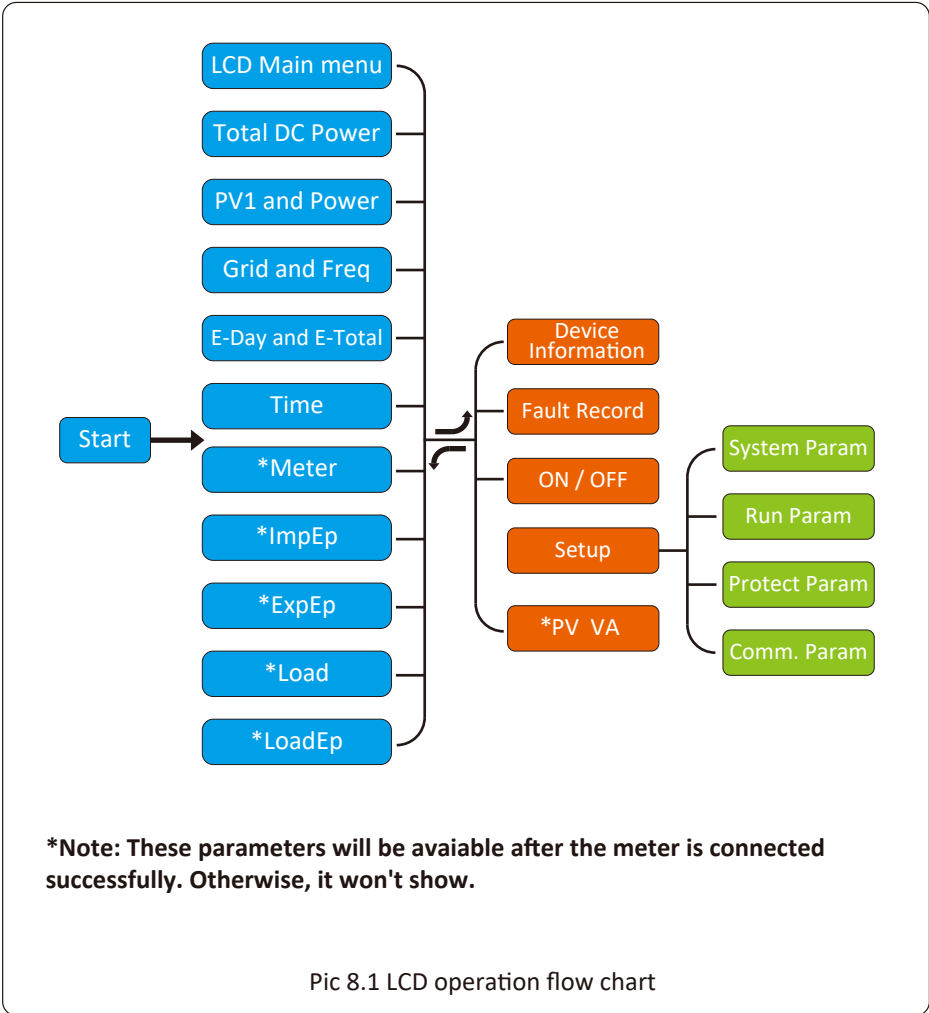 LCD Main menu
Total DC Power
PV1 and Power
Grid and Freq
E-Day and E-Total
Time
Start
*Meter
*ImpEp
*ExpEp
*Load
*LoadEp
Device
Information
Fault Record
ON / OFF
Setup
*PV VA
System Param
Run Param
Protect Param
Comm. Param
*Note: These parameters will be avaiable after the meter is connected
successfully. Otherwise, it won't show.
Pic 8.1 LCD operation flow chart